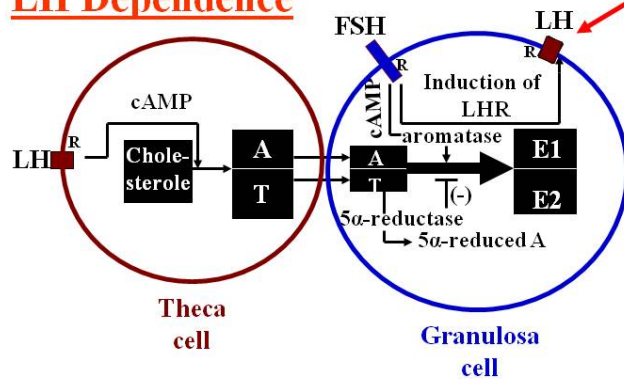 LH Dependence
FSH
LH
R
R
Induction of
LHR
cAMP
cAMP
aromatase
R
LH
Chole-
sterole
A
T
A
T
E1
E2
(-)
5α-reductase
5α-reduced A
Theca
cell
Granulosa
cell